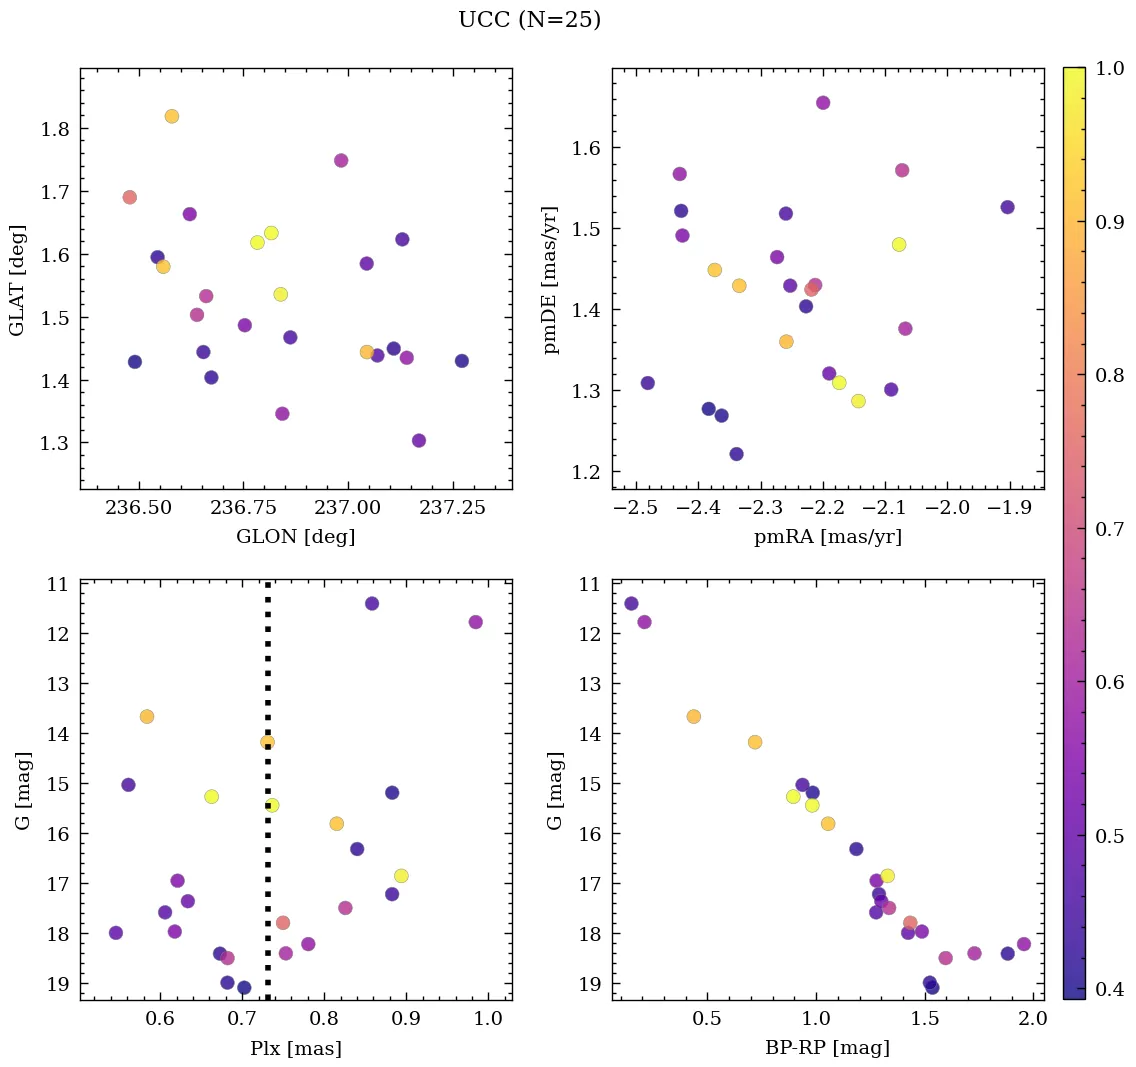 UCC (N=25)
1.8
1.7
1.6
1.5
1.4
1.3
GLAT [deg]
236.50 236.75 237.00 237.25
GLON [deg]
1.6
1.5
1.4
1.3
1.2
pmDE [mas/yr]
−2.5 −2.4 −2.3 −2.2 −2.1 −2.0 −1.9
pmRA [mas/yr]
1.0
0.9
0.8
0.7
0.6
0.5
0.4
11
12
13
14
15
16
17
18
19
G [mag]
0.6 0.7 0.8 0.9 1.0
Plx [mas]
11
12
13
14
15
16
17
18
19
G [mag]
0.5 1.0 1.5 2.0
BP-RP [mag]